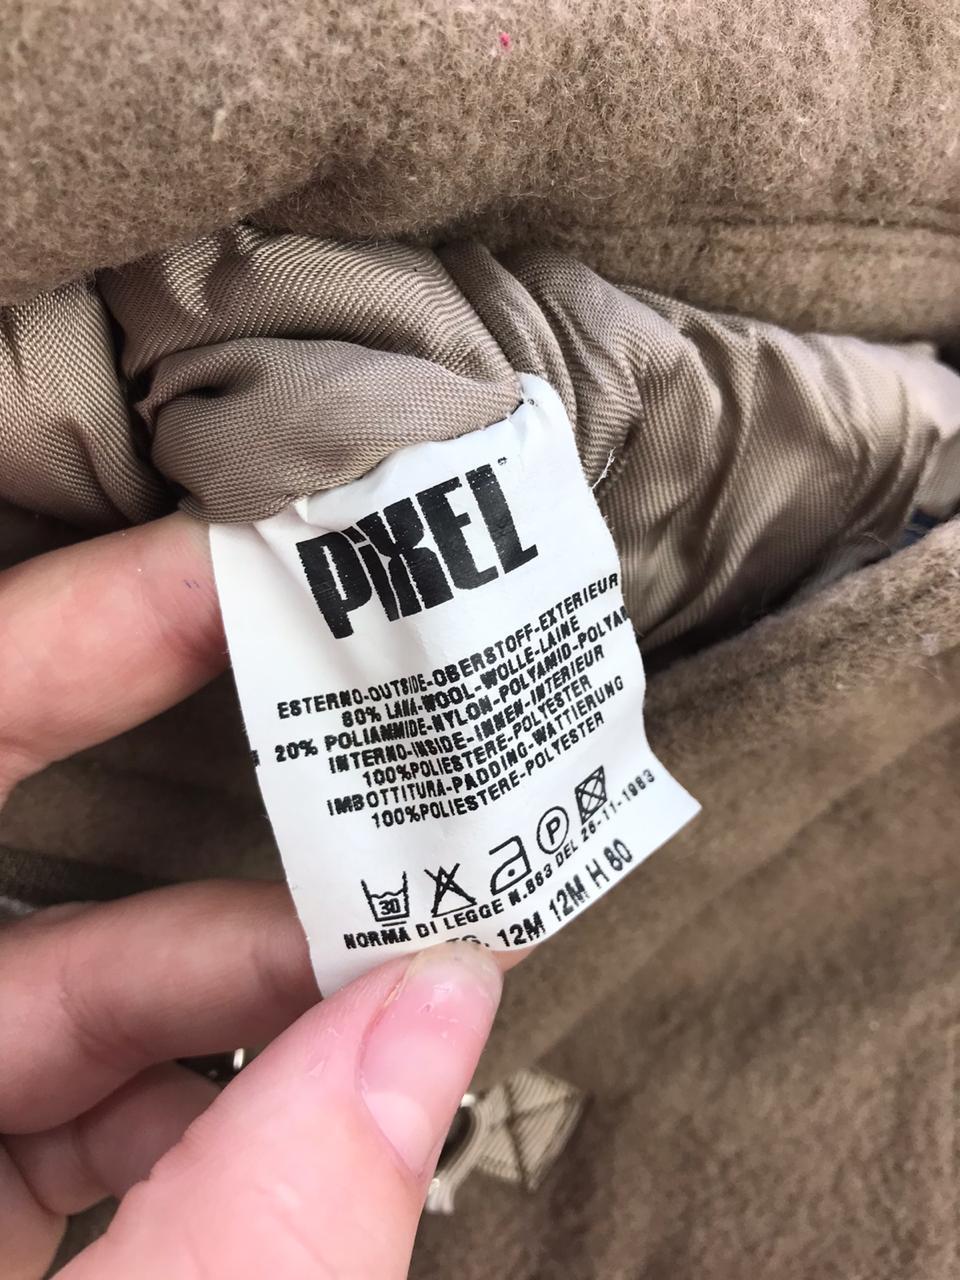 PiXEL™
ESTERNO-OUTSIDE-OBERSTOFF-EXTERIEUR
80% LANA-WOOL-WOLLE-LAINE
20% POLIAMMIDE-NYLON-POLYAMID-POLYAM
INTERNO-INSIDE-INNEN-INTERIEUR
100%POLIESTERE-POLYESTER
IMBOTTITURA-PADDING-WATTIERUNG
100%POLIESTERE-POLYESTER
30 P
NORMA DI LEGGE N.883 DEL 26-11-1983
TG. 12M 12M H 80